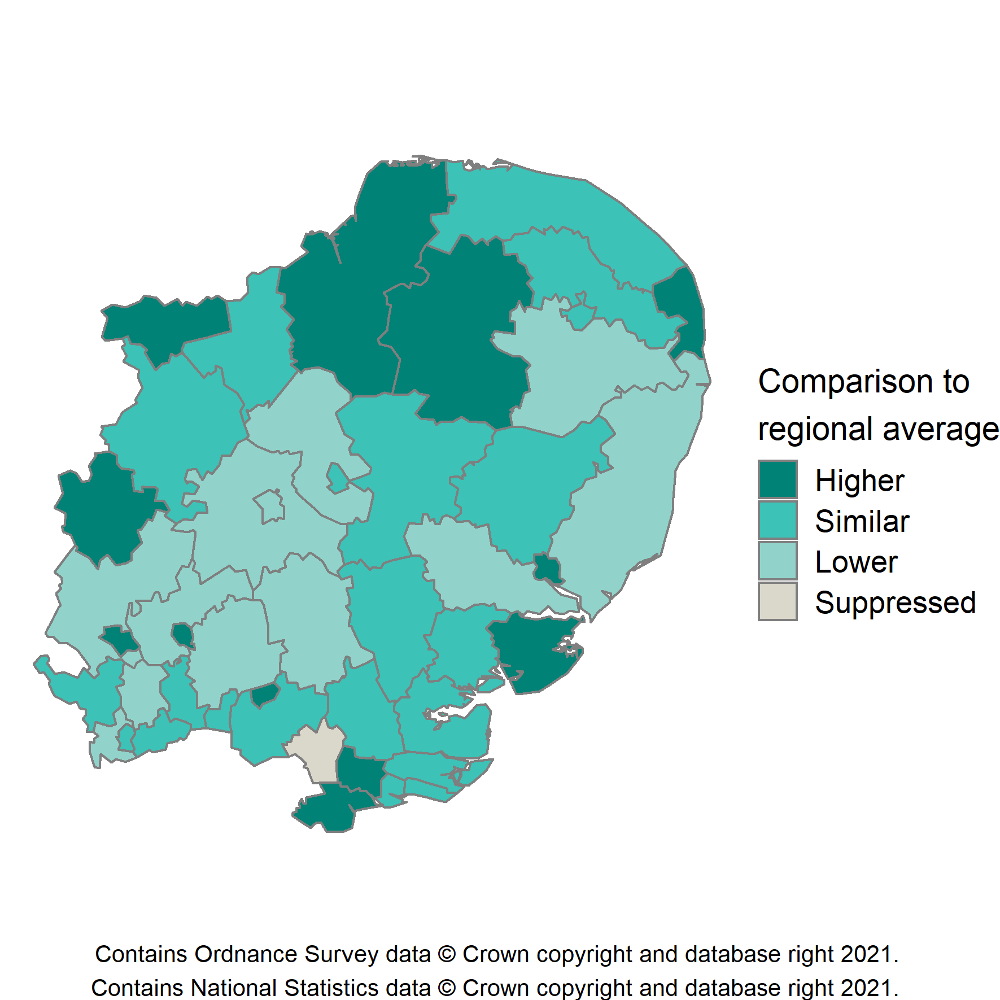 Comparison to
regional average
Higher
Similar
Lower
Suppressed
Contains Ordnance Survey data © Crown copyright and database right 2021.
Contains National Statistics data © Crown copyright and database right 2021.